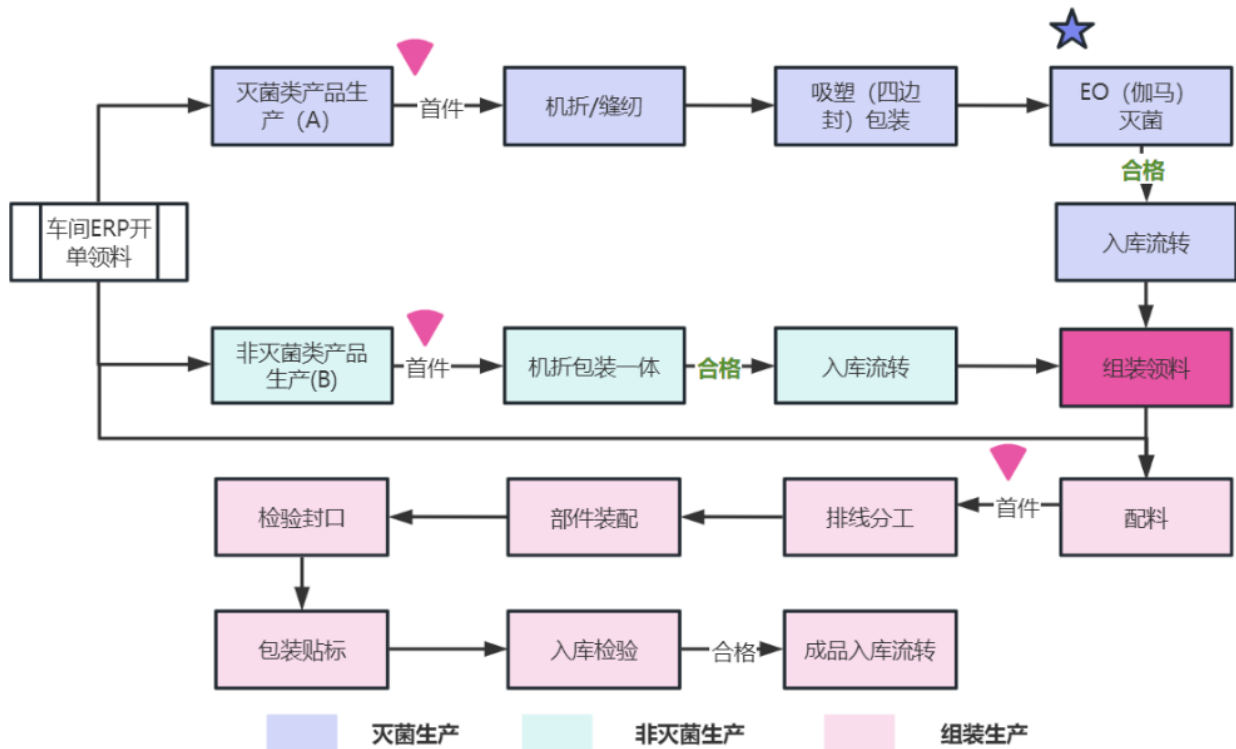 灭菌类产品生
产（A）
首件
机折/缝纫
吸塑（四边
封）包装
EO（伽马）
灭菌
合格
车间ERP开
单领料
入库流转
非灭菌类产品
生产(B)
首件
机折包装一体
合格
入库流转
组装领料
检验封口
部件装配
排线分工
首件
配料
包装贴标
入库检验
合格
成品入库流转
灭菌生产
非灭菌生产
组装生产